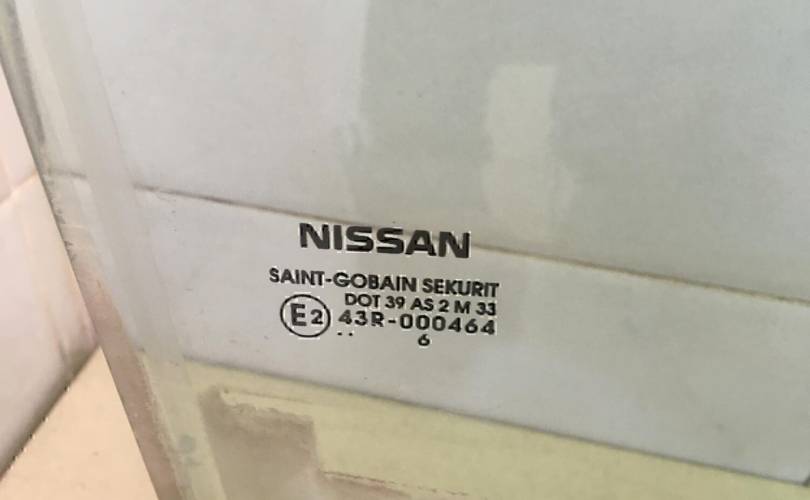 NISSAN
SAINT-GOBAIN SEKURIT
DOT 39 AS 2 M 33
E2 43R-000464
.. 6